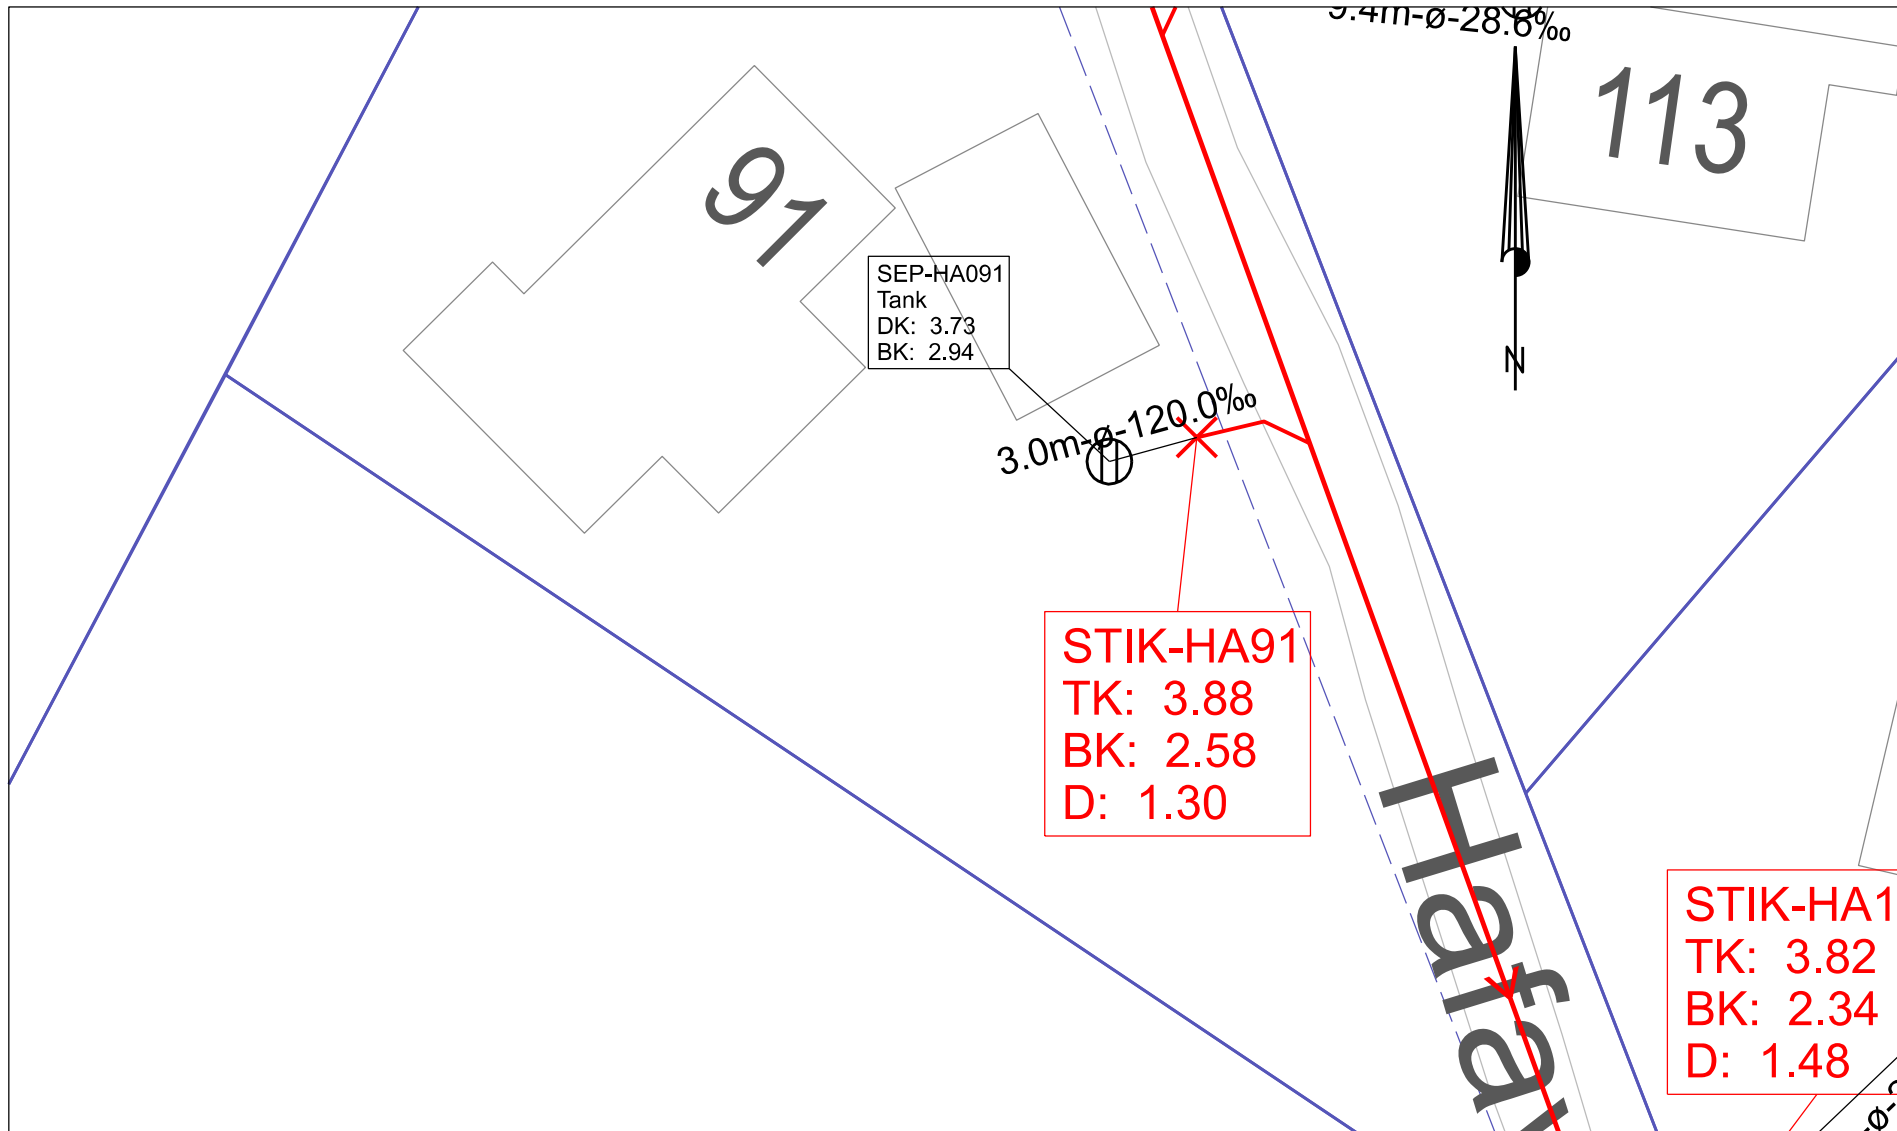 9.4m-ø-28.6‰
113
91
SEP-HA091
Tank
DK: 3.73
BK: 2.94
3.0m-ø-120.0‰
N
STIK-HA91
TK: 3.88
BK: 2.58
D: 1.30
Hafav
STIK-HA1
TK: 3.82
BK: 2.34
D: 1.48